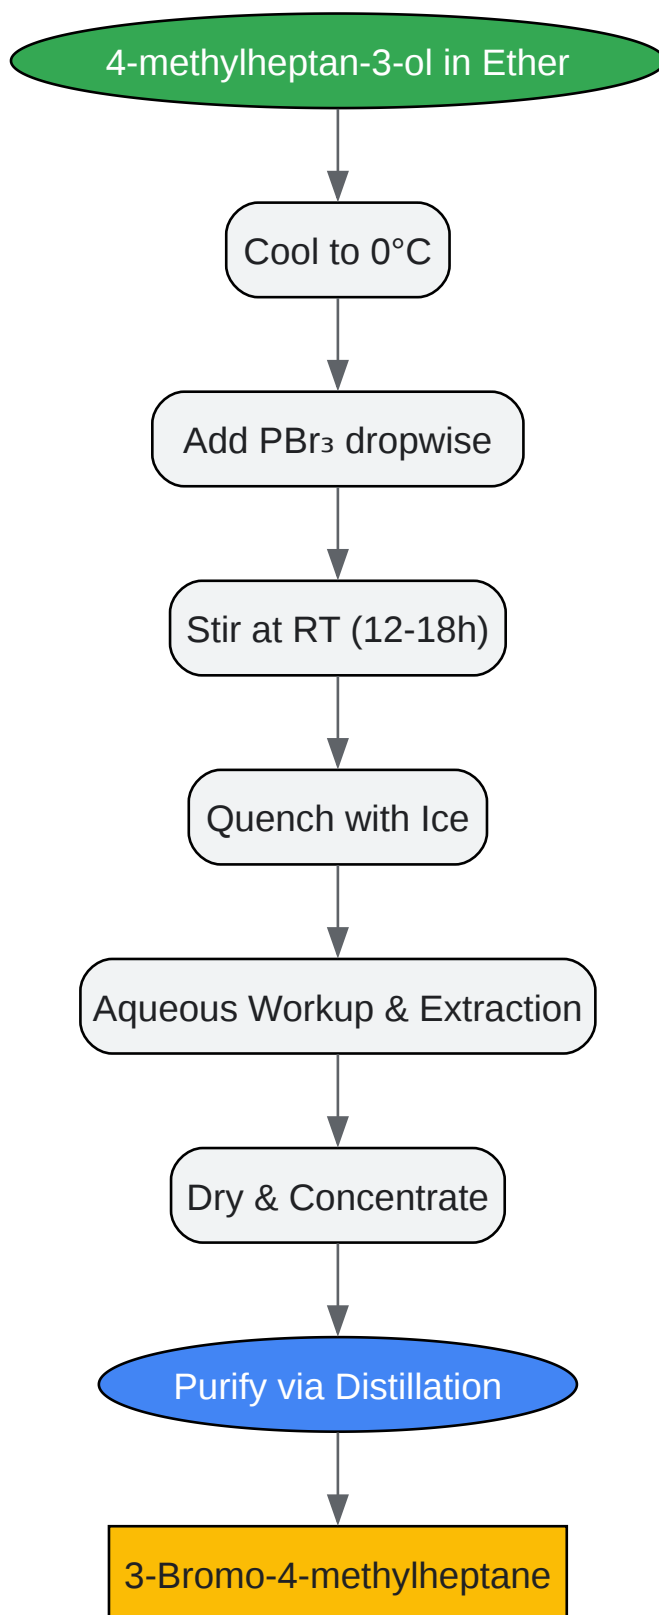 4-methylheptan-3-ol in Ether
Cool to 0°C
Add PBr₃ dropwise
Stir at RT (12-18h)
Quench with Ice
Aqueous Workup & Extraction
Dry & Concentrate
Purify via Distillation
3-Bromo-4-methylheptane